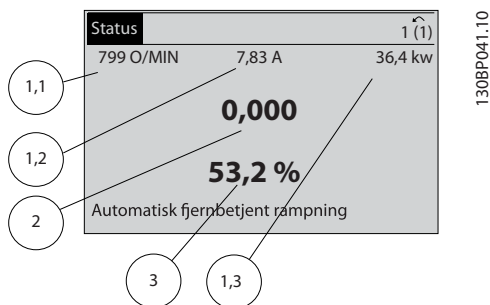 Status
1 (1)
799 O/MIN 7,83 A 36,4 kw
0,000
53,2 %
Automatisk fjernbetjent rampning
1,1
1,2
2
3
1,3
130BP041.10